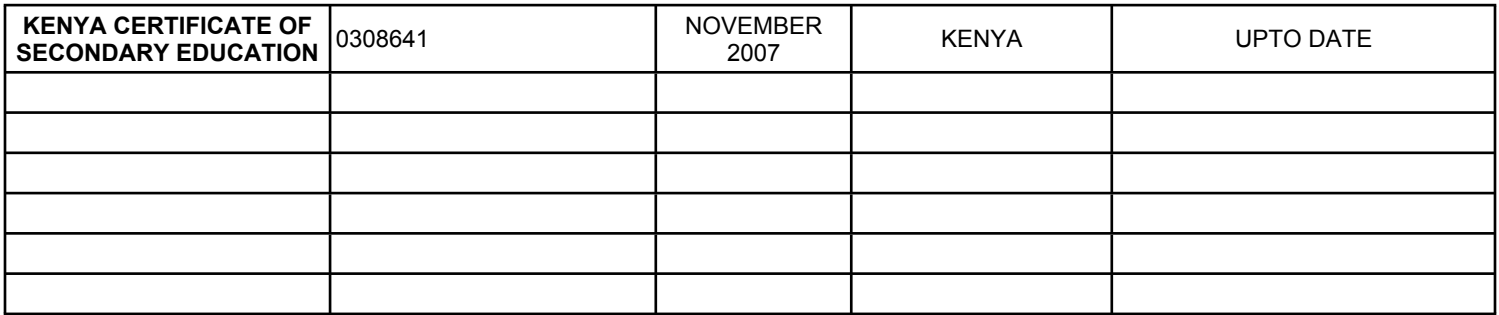 KENYA CERTIFICATE OF
SECONDARY EDUCATION
0308641
NOVEMBER
2007
KENYA
UPTO DATE